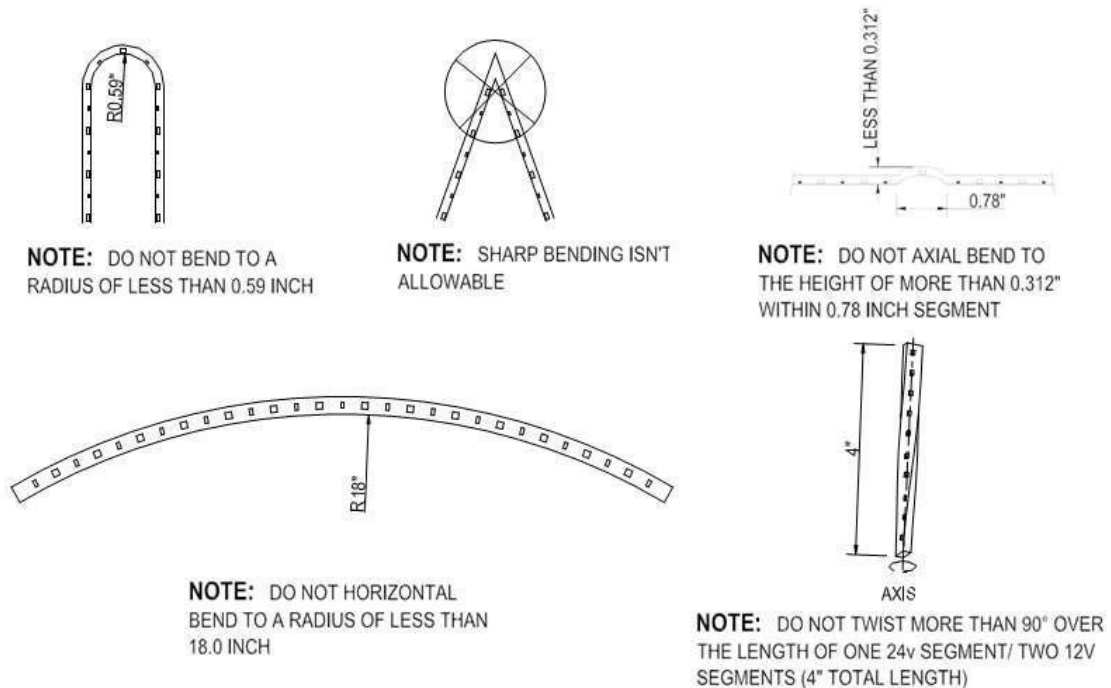 R0.59"
NOTE: DO NOT BEND TO A
RADIUS OF LESS THAN 0.59 INCH
NOTE: SHARP BENDING ISN'T
ALLOWABLE
LESS THAN 0.312"
0.78"
NOTE: DO NOT AXIAL BEND TO
THE HEIGHT OF MORE THAN 0.312"
WITHIN 0.78 INCH SEGMENT
R18"
NOTE: DO NOT HORIZONTAL
BEND TO A RADIUS OF LESS THAN
18.0 INCH
4"
AXIS
NOTE: DO NOT TWIST MORE THAN 90° OVER
THE LENGTH OF ONE 24v SEGMENT/ TWO 12V
SEGMENTS (4" TOTAL LENGTH)